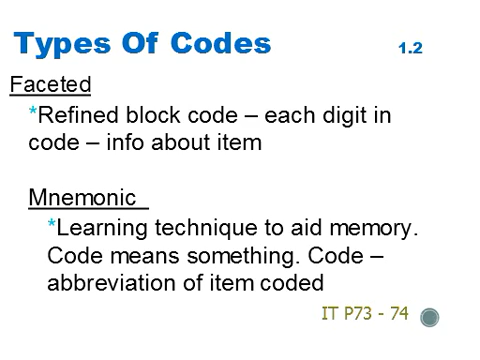 Types Of Codes 1.2
Faceted
*Refined block code – each digit in
code – info about item
Mnemonic
*Learning technique to aid memory.
Code means something. Code –
abbreviation of item coded
IT P73 - 74